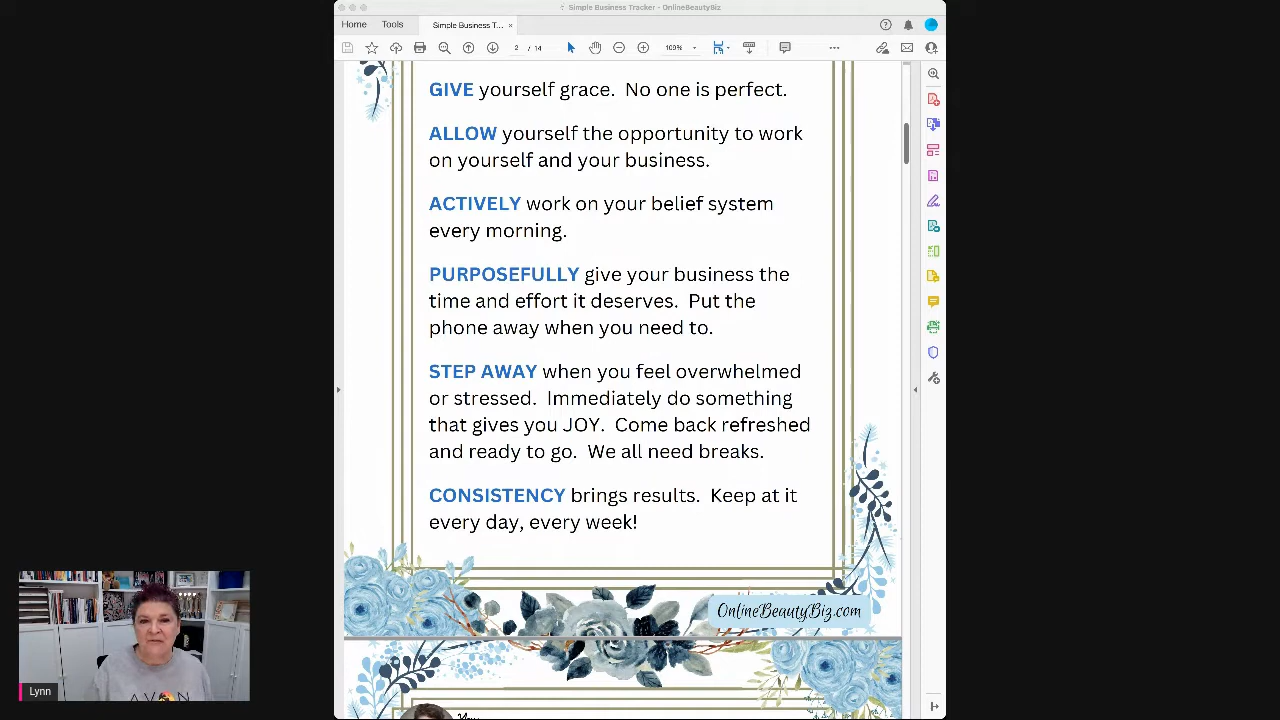 Simple Business Tracker - OnlineBeautyBiz
Home Tools Simple Business T... ×
2 / 14 109%
GIVE yourself grace. No one is perfect.
ALLOW yourself the opportunity to work
on yourself and your business.
ACTIVELY work on your belief system
every morning.
PURPOSEFULLY give your business the
time and effort it deserves. Put the
phone away when you need to.
STEP AWAY when you feel overwhelmed
or stressed. Immediately do something
that gives you JOY. Come back refreshed
and ready to go. We all need breaks.
CONSISTENCY brings results. Keep at it
every day, every week!
OnlineBeautyBiz.com
Lynn
AVON